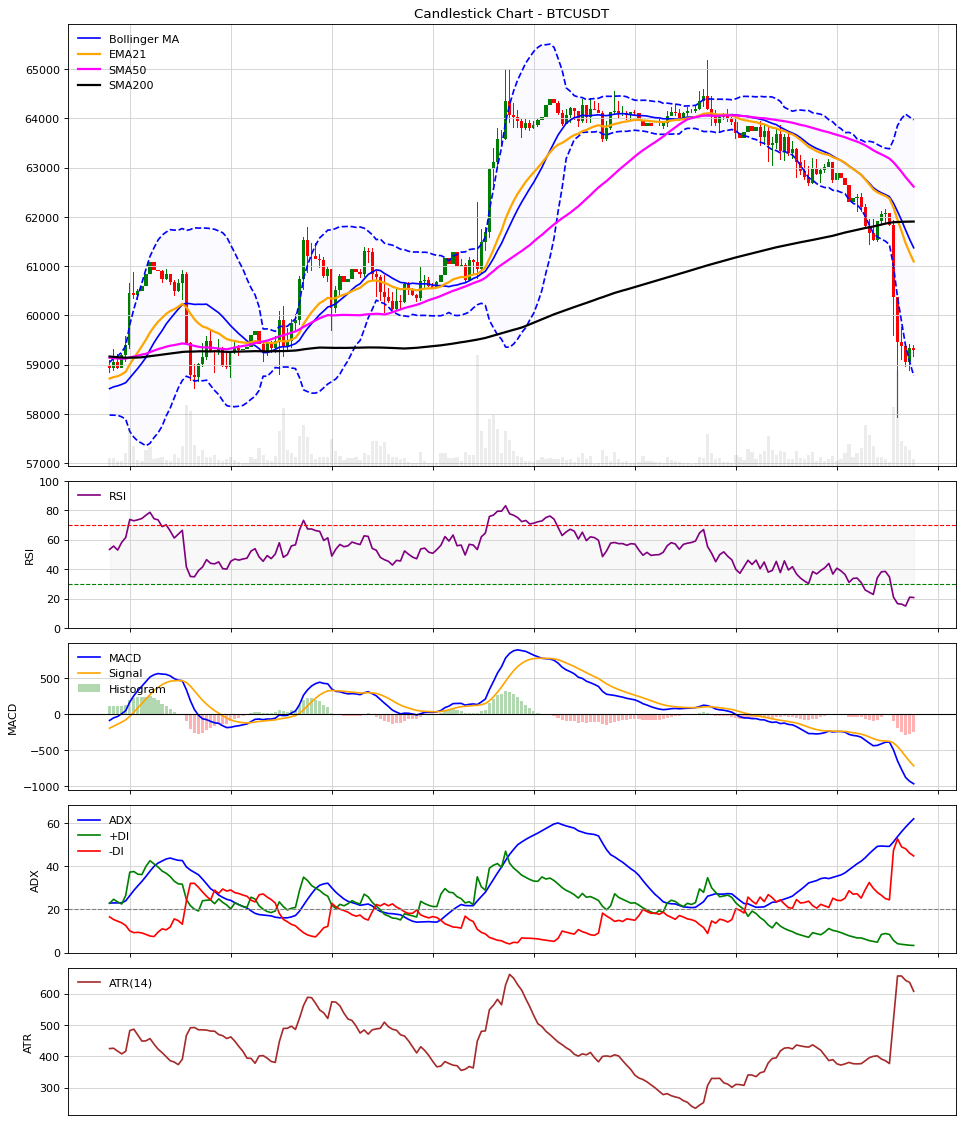 Candlestick Chart - BTCUSDT
Bollinger MA
EMA21
SMA50
SMA200
65000
64000
63000
62000
61000
60000
59000
58000
57000
RSI
100
80
60
40
20
0
RSI
MACD
Signal
Histogram
500
0
−500
−1000
MACD
ADX
+DI
-DI
60
40
20
0
ADX
ATR(14)
600
500
400
300
ATR